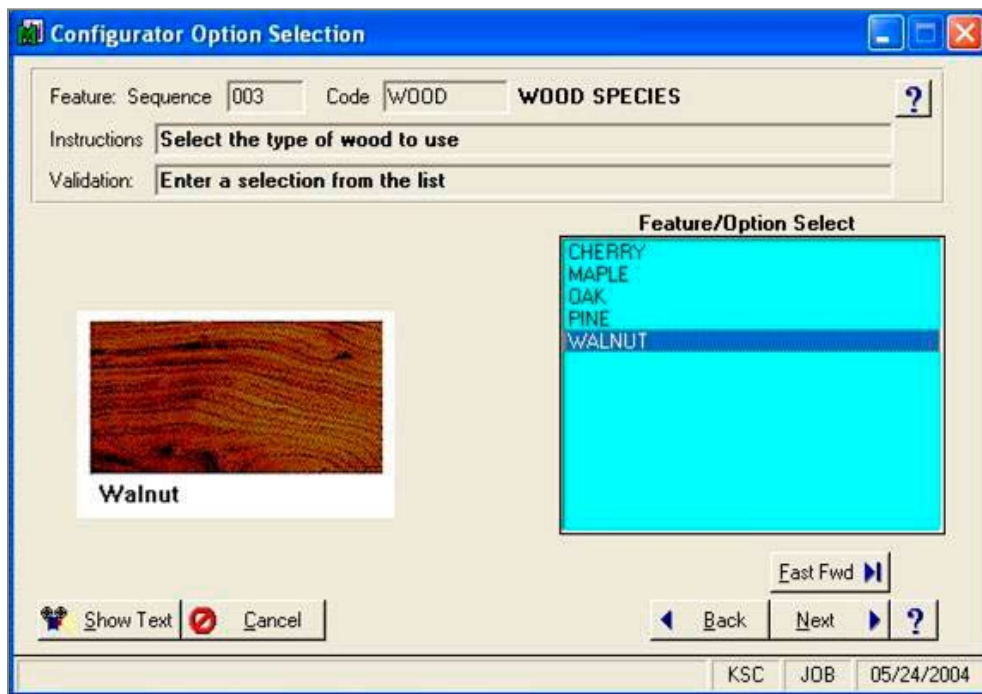 Configurator Option Selection
Feature: Sequence 003 Code WOOD WOOD SPECIES ?
Instructions Select the type of wood to use
Validation: Enter a selection from the list
Feature/Option Select
CHERRY
MAPLE
OAK
PINE
WALNUT
Walnut
Fast Fwd
Show Text Cancel Back Next ?
KSC JOB 05/24/2004